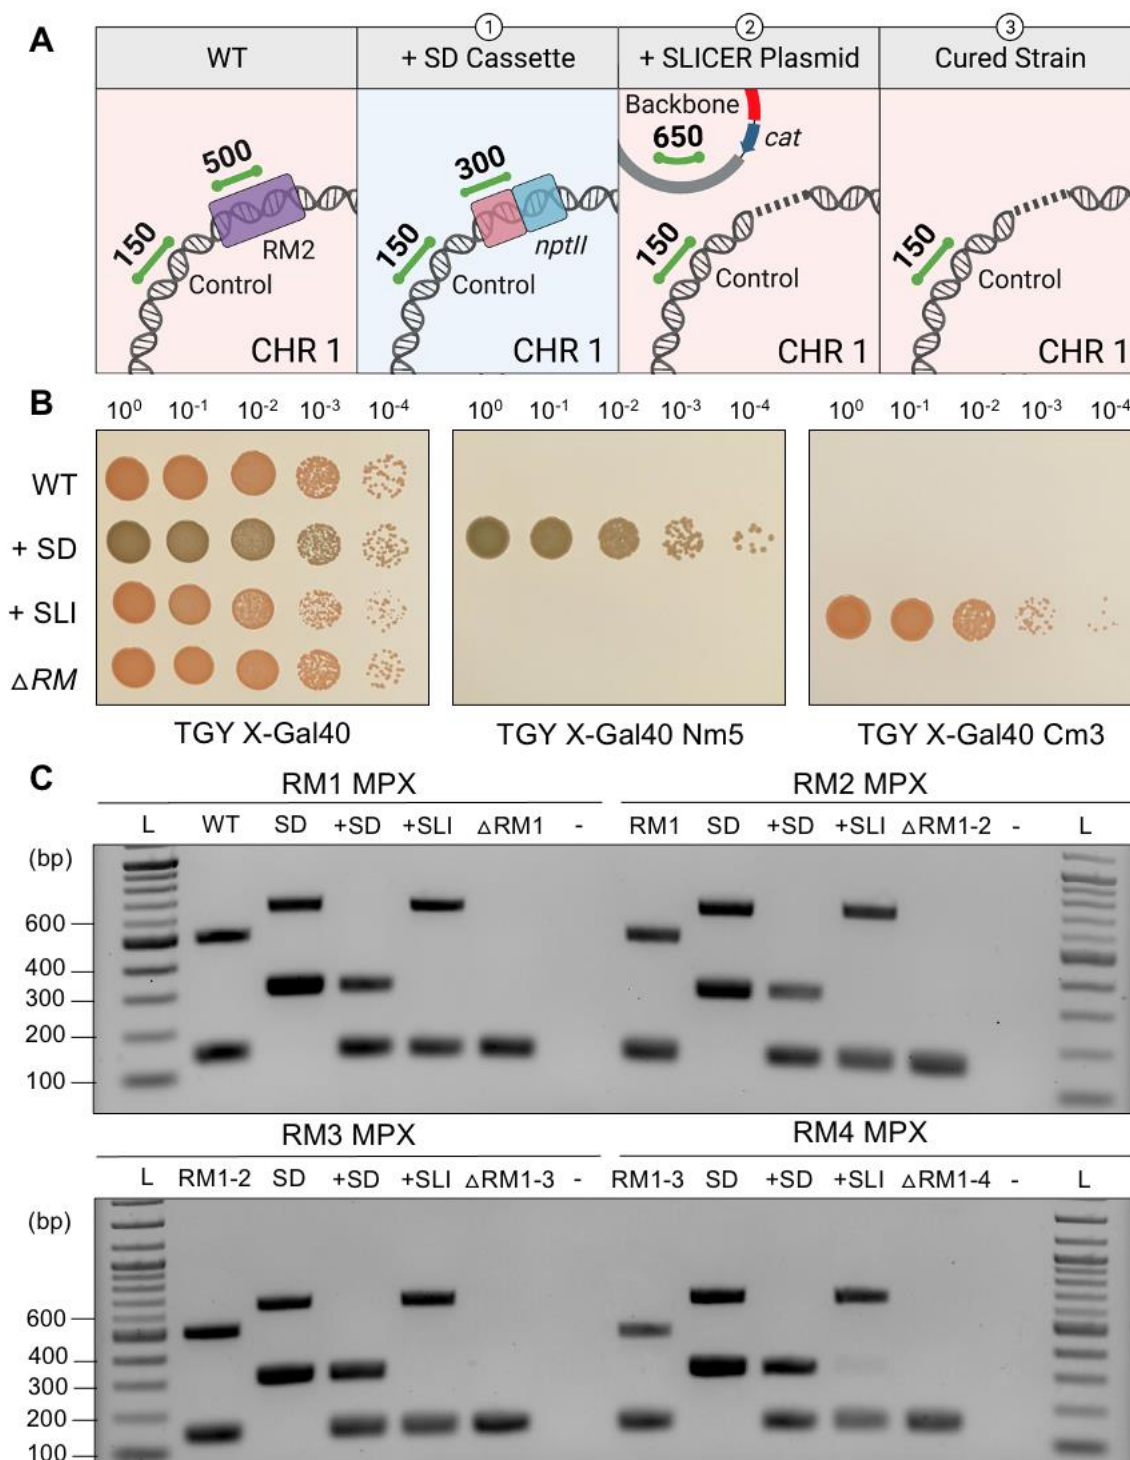 A
WT
1
+ SD Cassette
2
+ SLICER Plasmid
3
Cured Strain
500
150
RM2
Control
CHR 1
300
150
nptII
Control
CHR 1
Backbone
650
cat
150
Control
CHR 1
150
Control
CHR 1
B
10⁰ 10⁻¹ 10⁻² 10⁻³ 10⁻⁴
10⁰ 10⁻¹ 10⁻² 10⁻³ 10⁻⁴
10⁰ 10⁻¹ 10⁻² 10⁻³ 10⁻⁴
WT
+ SD
+ SLI
△RM
TGY X-Gal40
TGY X-Gal40 Nm5
TGY X-Gal40 Cm3
C
RM1 MPX
RM2 MPX
L WT SD +SD +SLI △RM1 -
RM1 SD +SD +SLI △RM1-2 - L
(bp)
600
400
300
200
100
RM3 MPX
RM4 MPX
L RM1-2 SD +SD +SLI △RM1-3 -
RM1-3 SD +SD +SLI △RM1-4 - L
(bp)
600
400
300
200
100